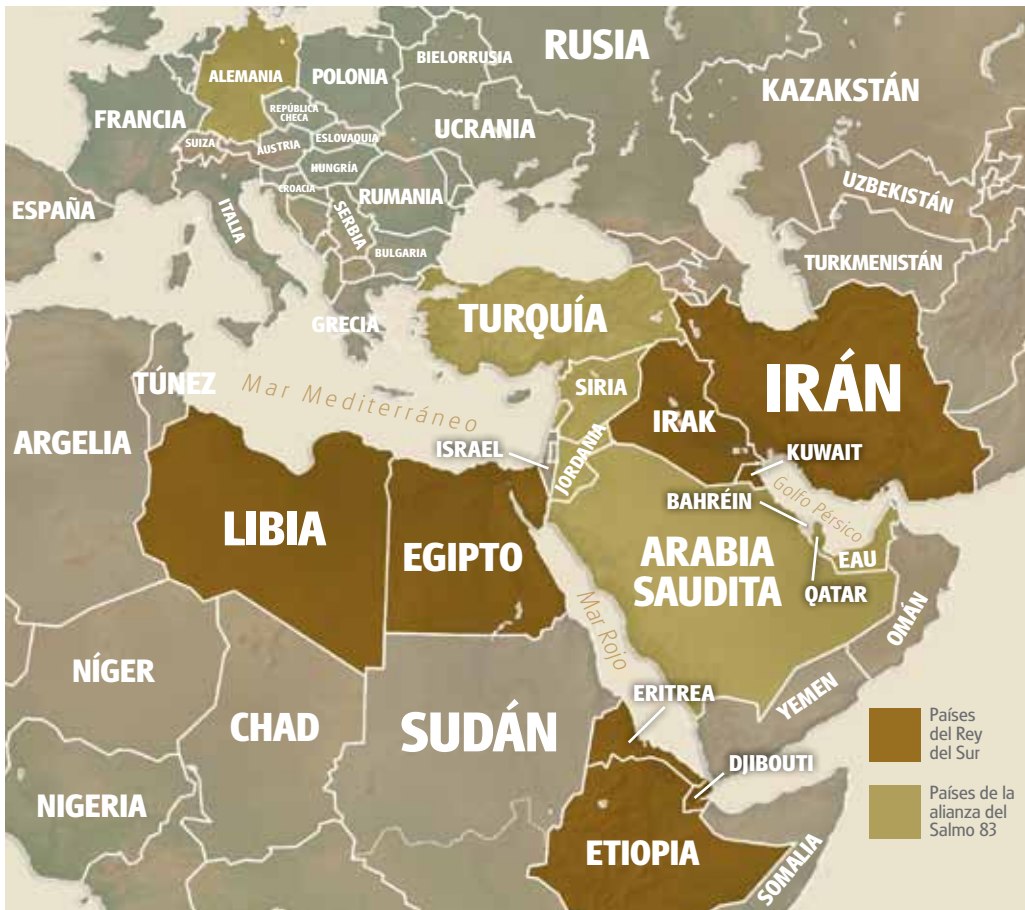 RUSIA
BIELORRUSIA
ALEMANIA
POLONIA
KAZAKSTÁN
REPÚBLICA
CHECA
FRANCIA
UCRANIA
ESLOVAQUIA
SUIZA
AUSTRIA
HUNGRÍA
UZBEKISTÁN
CROACIA
RUMANIA
ESPAÑA
ITALIA
SERBIA
BULGARIA
TURKMENISTÁN
GRECIA
TURQUÍA
TÚNEZ
Mar Mediterráneo
SIRIA
IRÁN
IRAK
ARGELIA
ISRAEL
JORDANIA
KUWAIT
BAHRÉIN
Golfo Pérsico
LIBIA
EGIPTO
ARABIA
SAUDITA
EAU
QATAR
OMÁN
Mar Rojo
NÍGER
ERITREA
YEMEN
CHAD
SUDÁN
DJIBOUTI
NIGERIA
ETIOPIA
SOMALIA
Países
del Rey
del Sur
Países de la
alianza del
Salmo 83